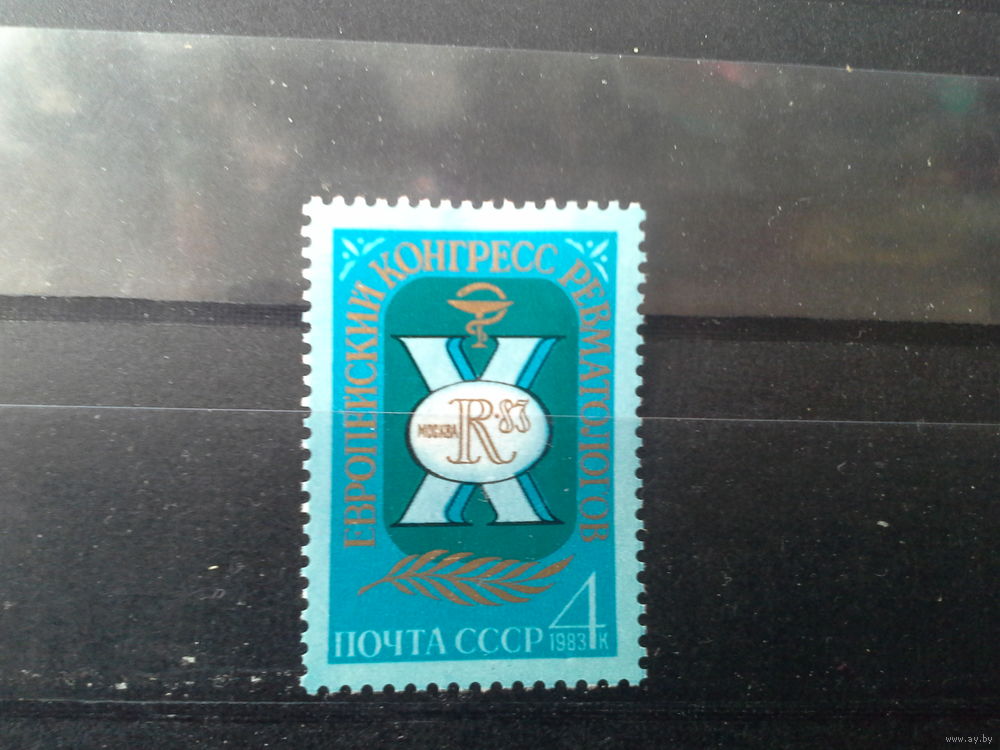 ЕВРОПЕЙСКИЙ КОНГРЕСС РЕВМАТОЛОГОВ
X
МОСКВА R·83
ПОЧТА СССР 4 К
1983
www.ay.by